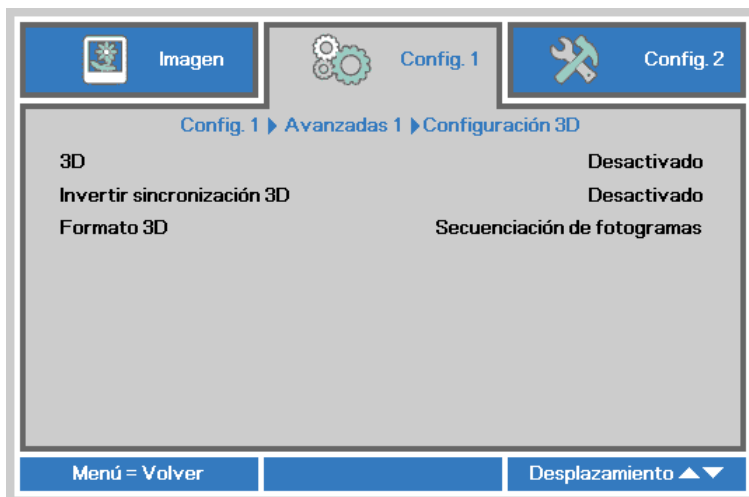 Imagen
Config. 1
Config. 2
Config. 1 ▶ Avanzadas 1 ▶ Configuración 3D
3D Desactivado
Invertir sincronización 3D Desactivado
Formato 3D Secuenciación de fotogramas
Menú = Volver
Desplazamiento ▲▼